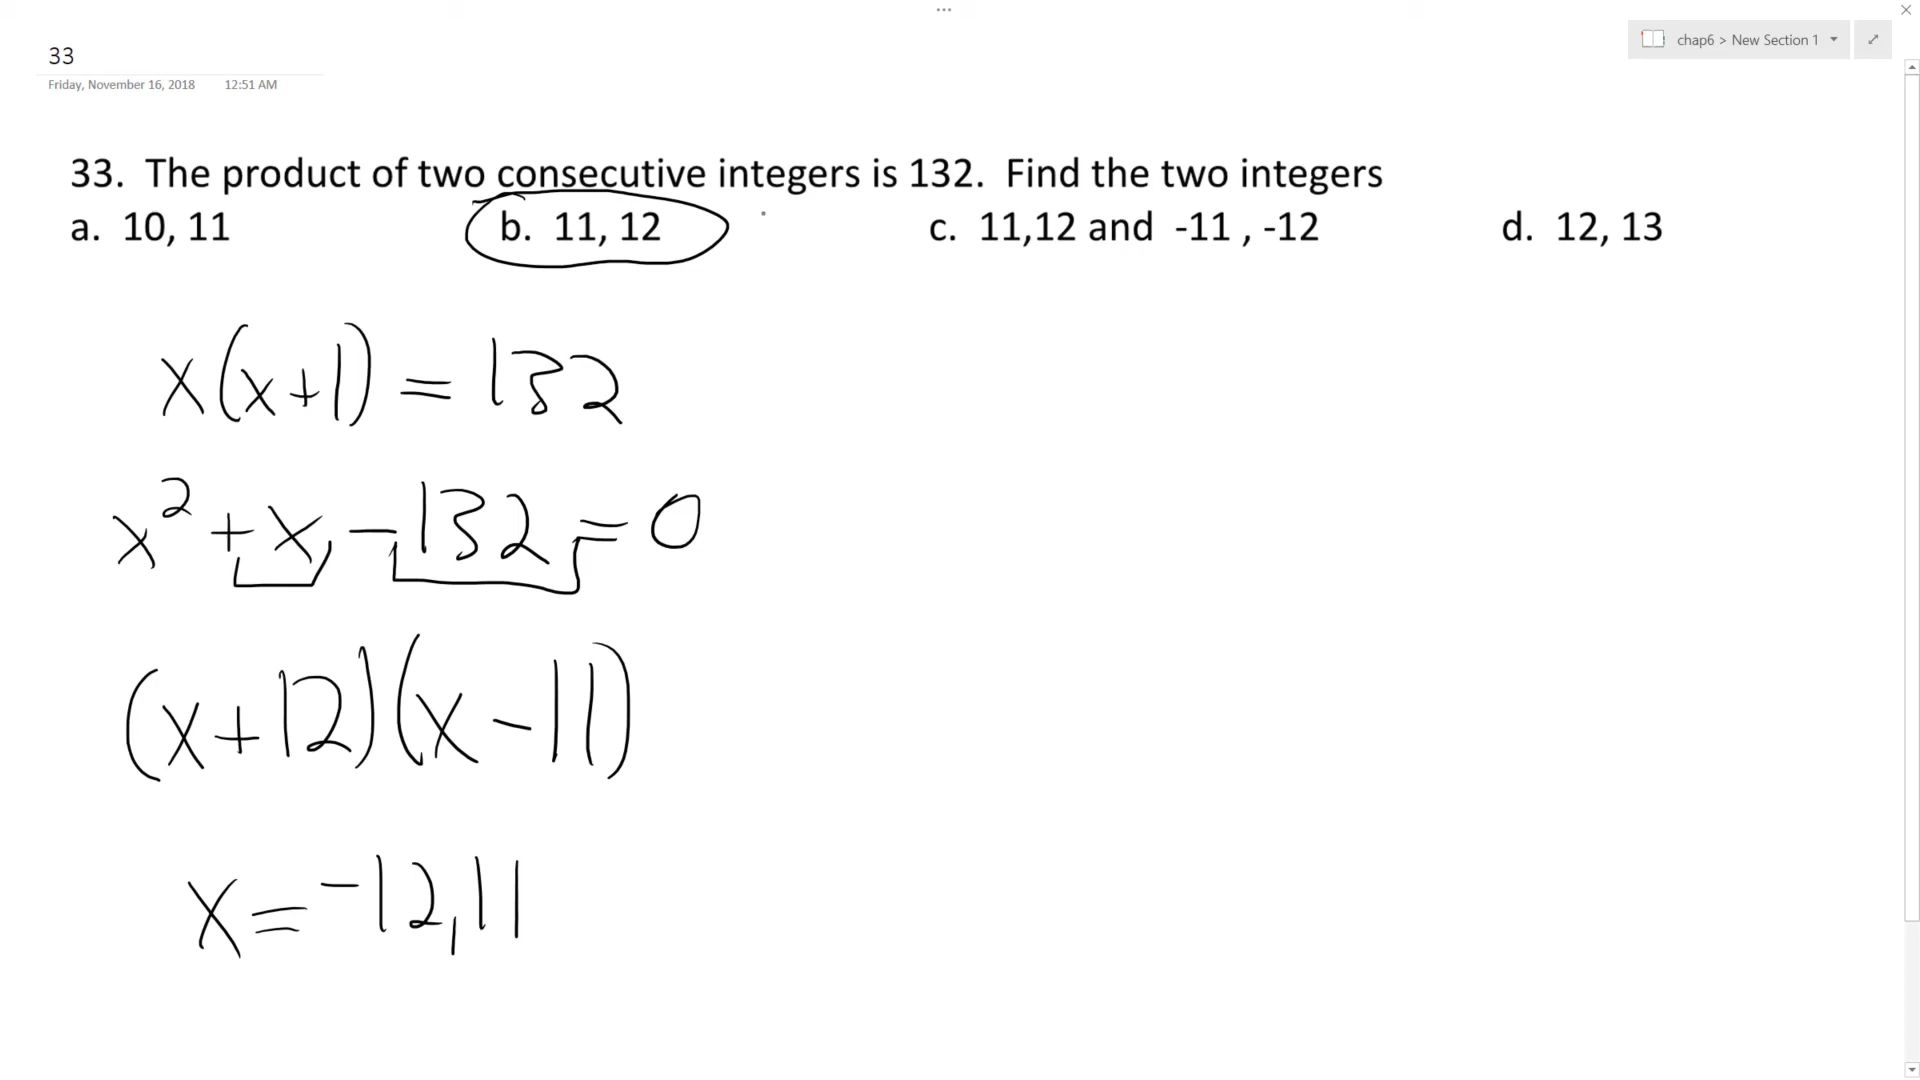 ...
chap6 > New Section 1
33
Friday, November 16, 2018 12:51 AM
33. The product of two consecutive integers is 132. Find the two integers
a. 10, 11 b. 11, 12 c. 11,12 and -11 , -12 d. 12, 13
x(x+1) = 132
x² + x - 132 = 0
(x+12)(x-11)
x = -12, 11